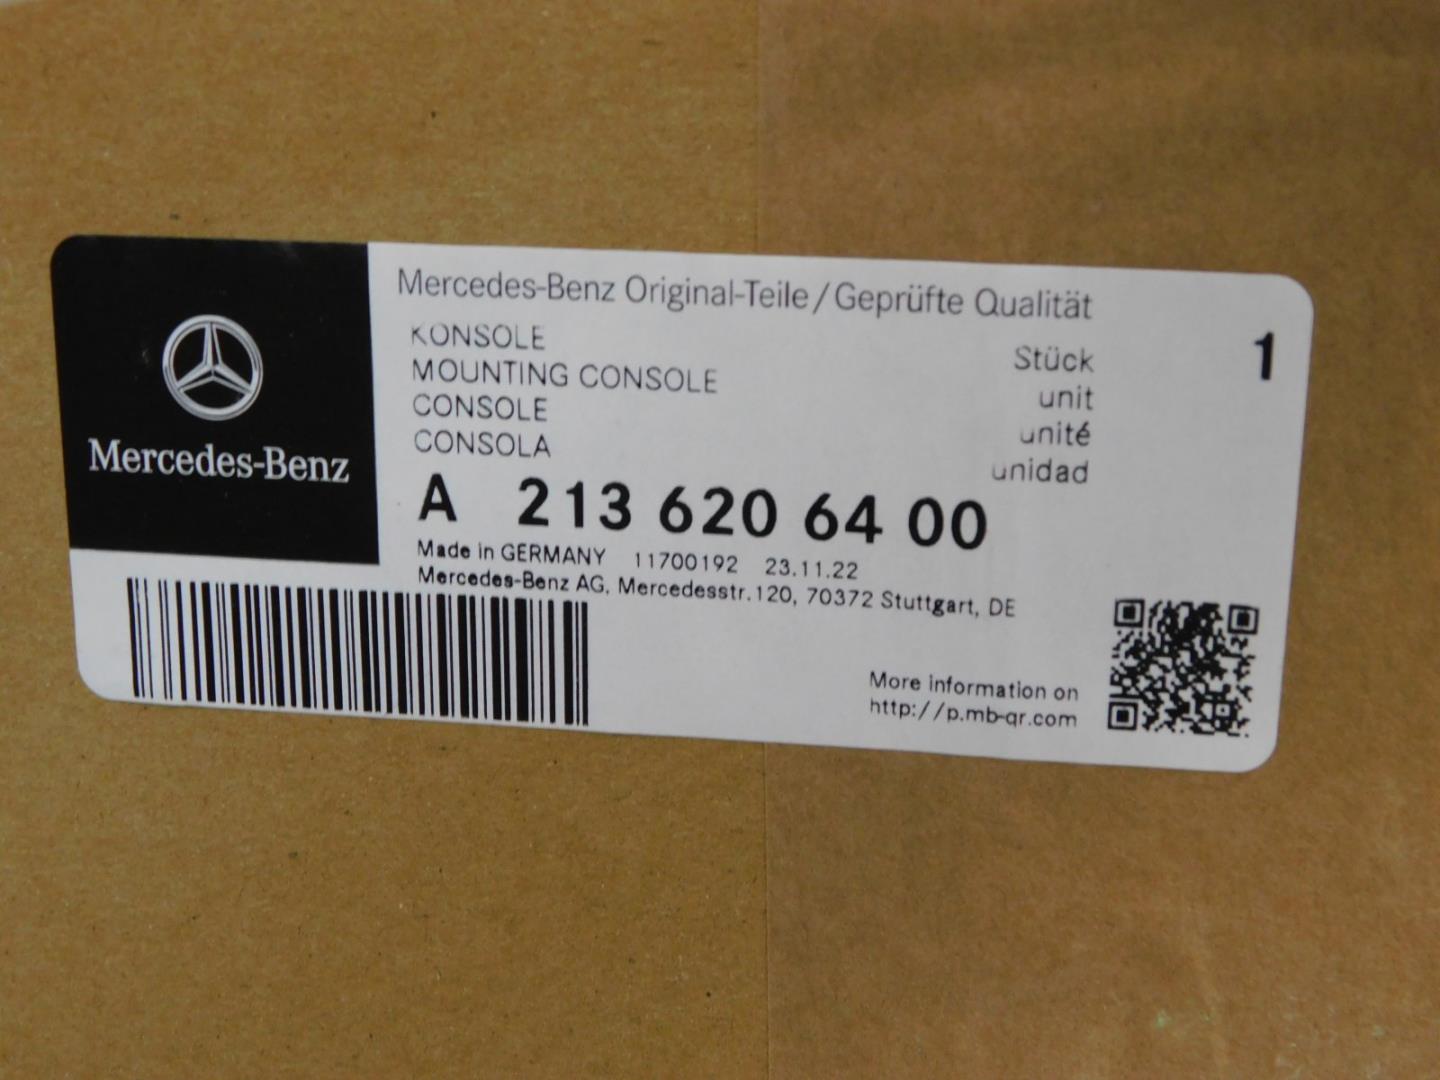 Mercedes-Benz Original-Teile/Geprüfte Qualität
KONSOLE
MOUNTING CONSOLE
CONSOLE
CONSOLA
Stück
unit
unité
unidad
1
Mercedes-Benz
A 213 620 64 00
Made in GERMANY 11700192 23.11.22
Mercedes-Benz AG, Mercedesstr.120, 70372 Stuttgart, DE
More information on
http://p.mb-qr.com